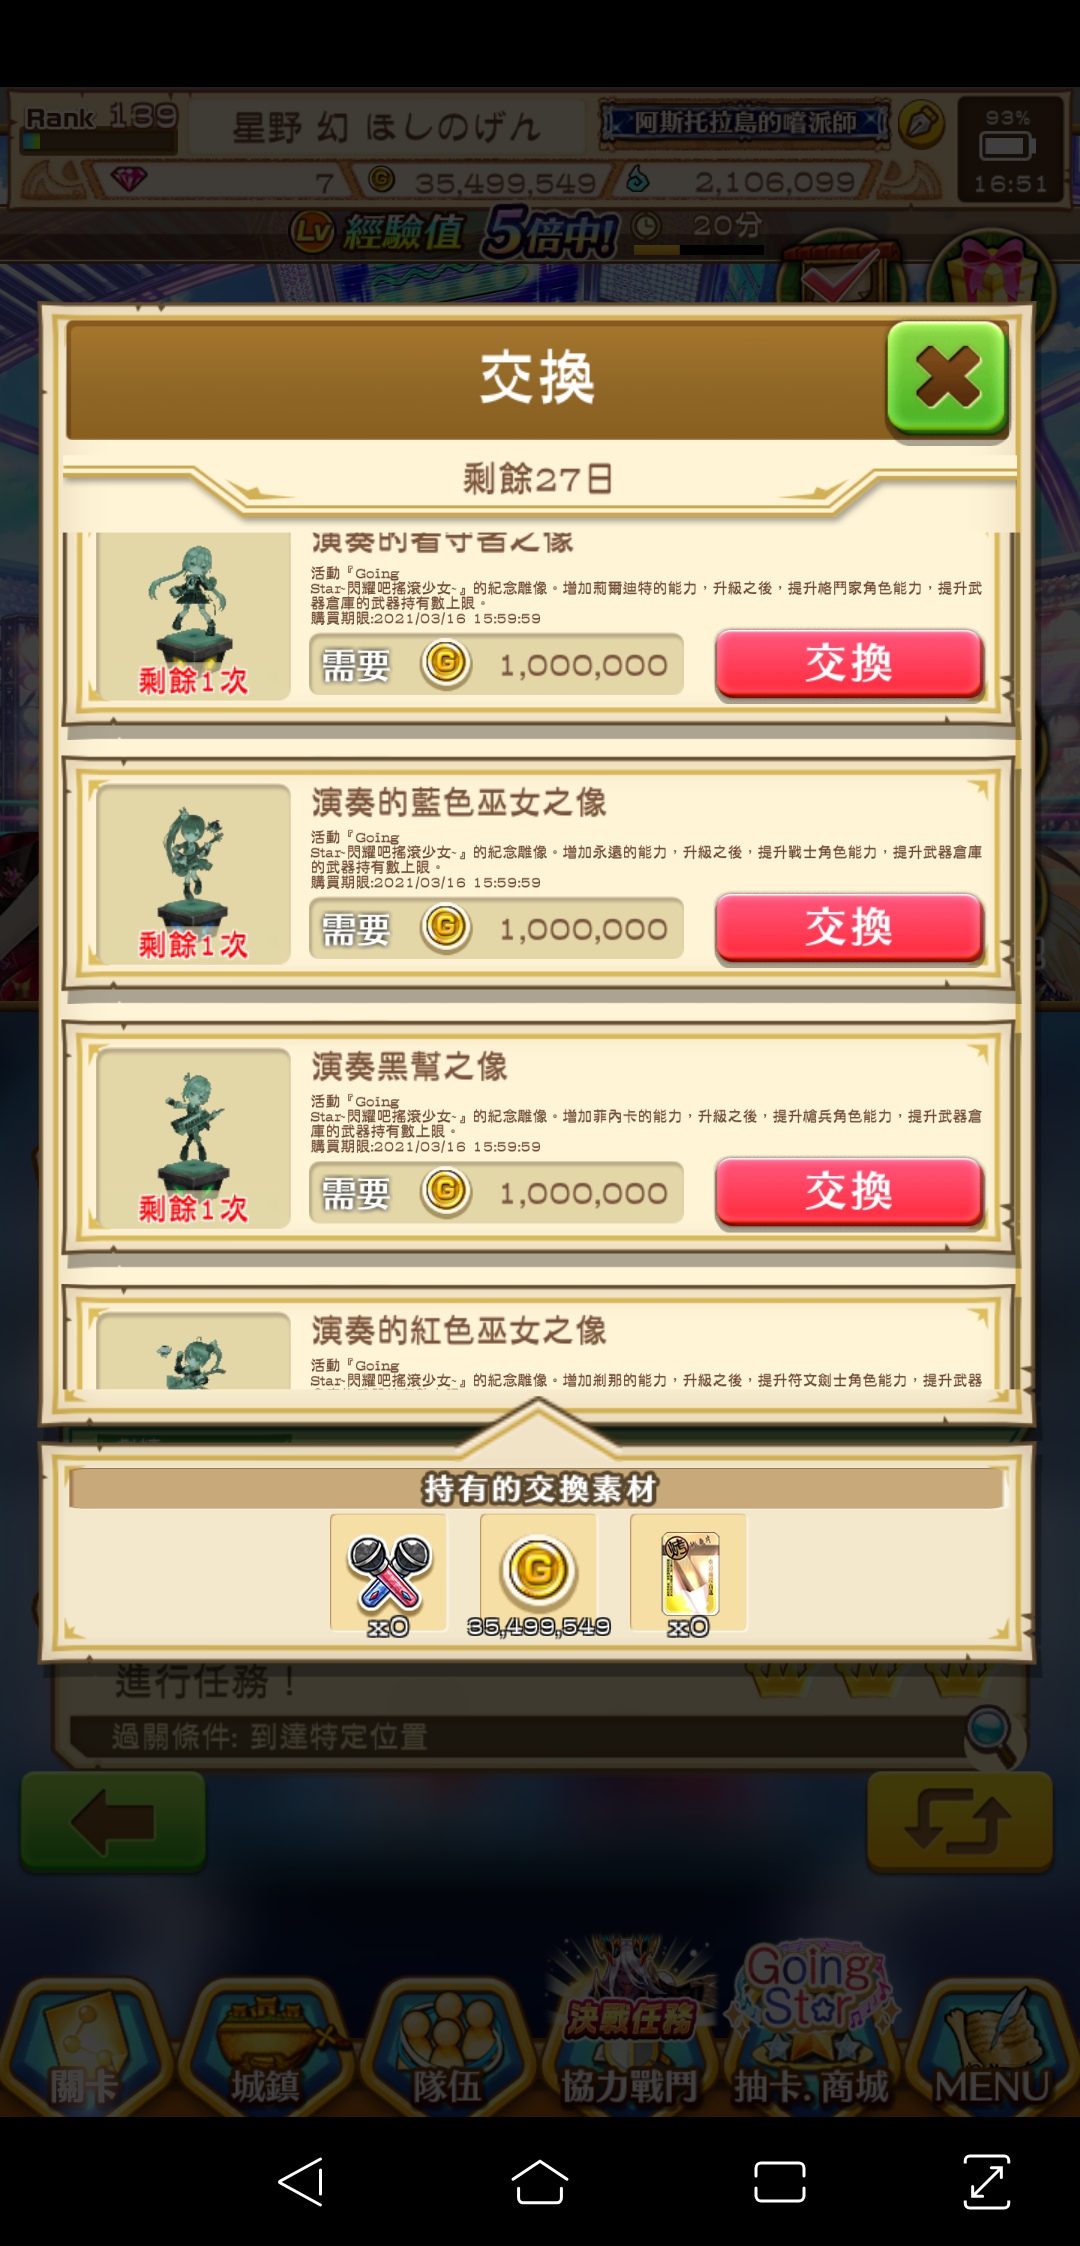 Rank 139
星野 幻 ほしのげん
阿斯托拉島的嚐派師
93%
7
35,499,549
2,106,099
16:51
Lv 經驗值 5倍中!
20分
交換
剩餘27日
演奏的看守者之像
活動『Going
Star~閃耀吧搖滾少女~』的紀念雕像。增加莉爾迪特的能力，升級之後，提升格鬥家角色能力，提升武
器倉庫的武器持有數上限。
購買期限:2021/03/16 15:59:59
剩餘1次
需要 G 1,000,000
交換
演奏的藍色巫女之像
活動『Going
Star~閃耀吧搖滾少女~』的紀念雕像。增加永遠的能力，升級之後，提升戰士角色能力，提升武器倉庫
的武器持有數上限。
購買期限:2021/03/16 15:59:59
剩餘1次
需要 G 1,000,000
交換
演奏黑幫之像
活動『Going
Star~閃耀吧搖滾少女~』的紀念雕像。增加菲內卡的能力，升級之後，提升槍兵角色能力，提升武器倉
庫的武器持有數上限。
購買期限:2021/03/16 15:59:59
剩餘1次
需要 G 1,000,000
交換
演奏的紅色巫女之像
活動『Going
Star~閃耀吧搖滾少女~』的紀念雕像。增加剎那的能力，升級之後，提升符文劍士角色能力，提升武器
持有的交換素材
x0
G
35,499,549
烤
x0
進行任務！
過關條件: 到達特定位置
決戰任務
Going
Star
關卡
城鎮
隊伍
協力戰鬥
抽卡.商城
MENU